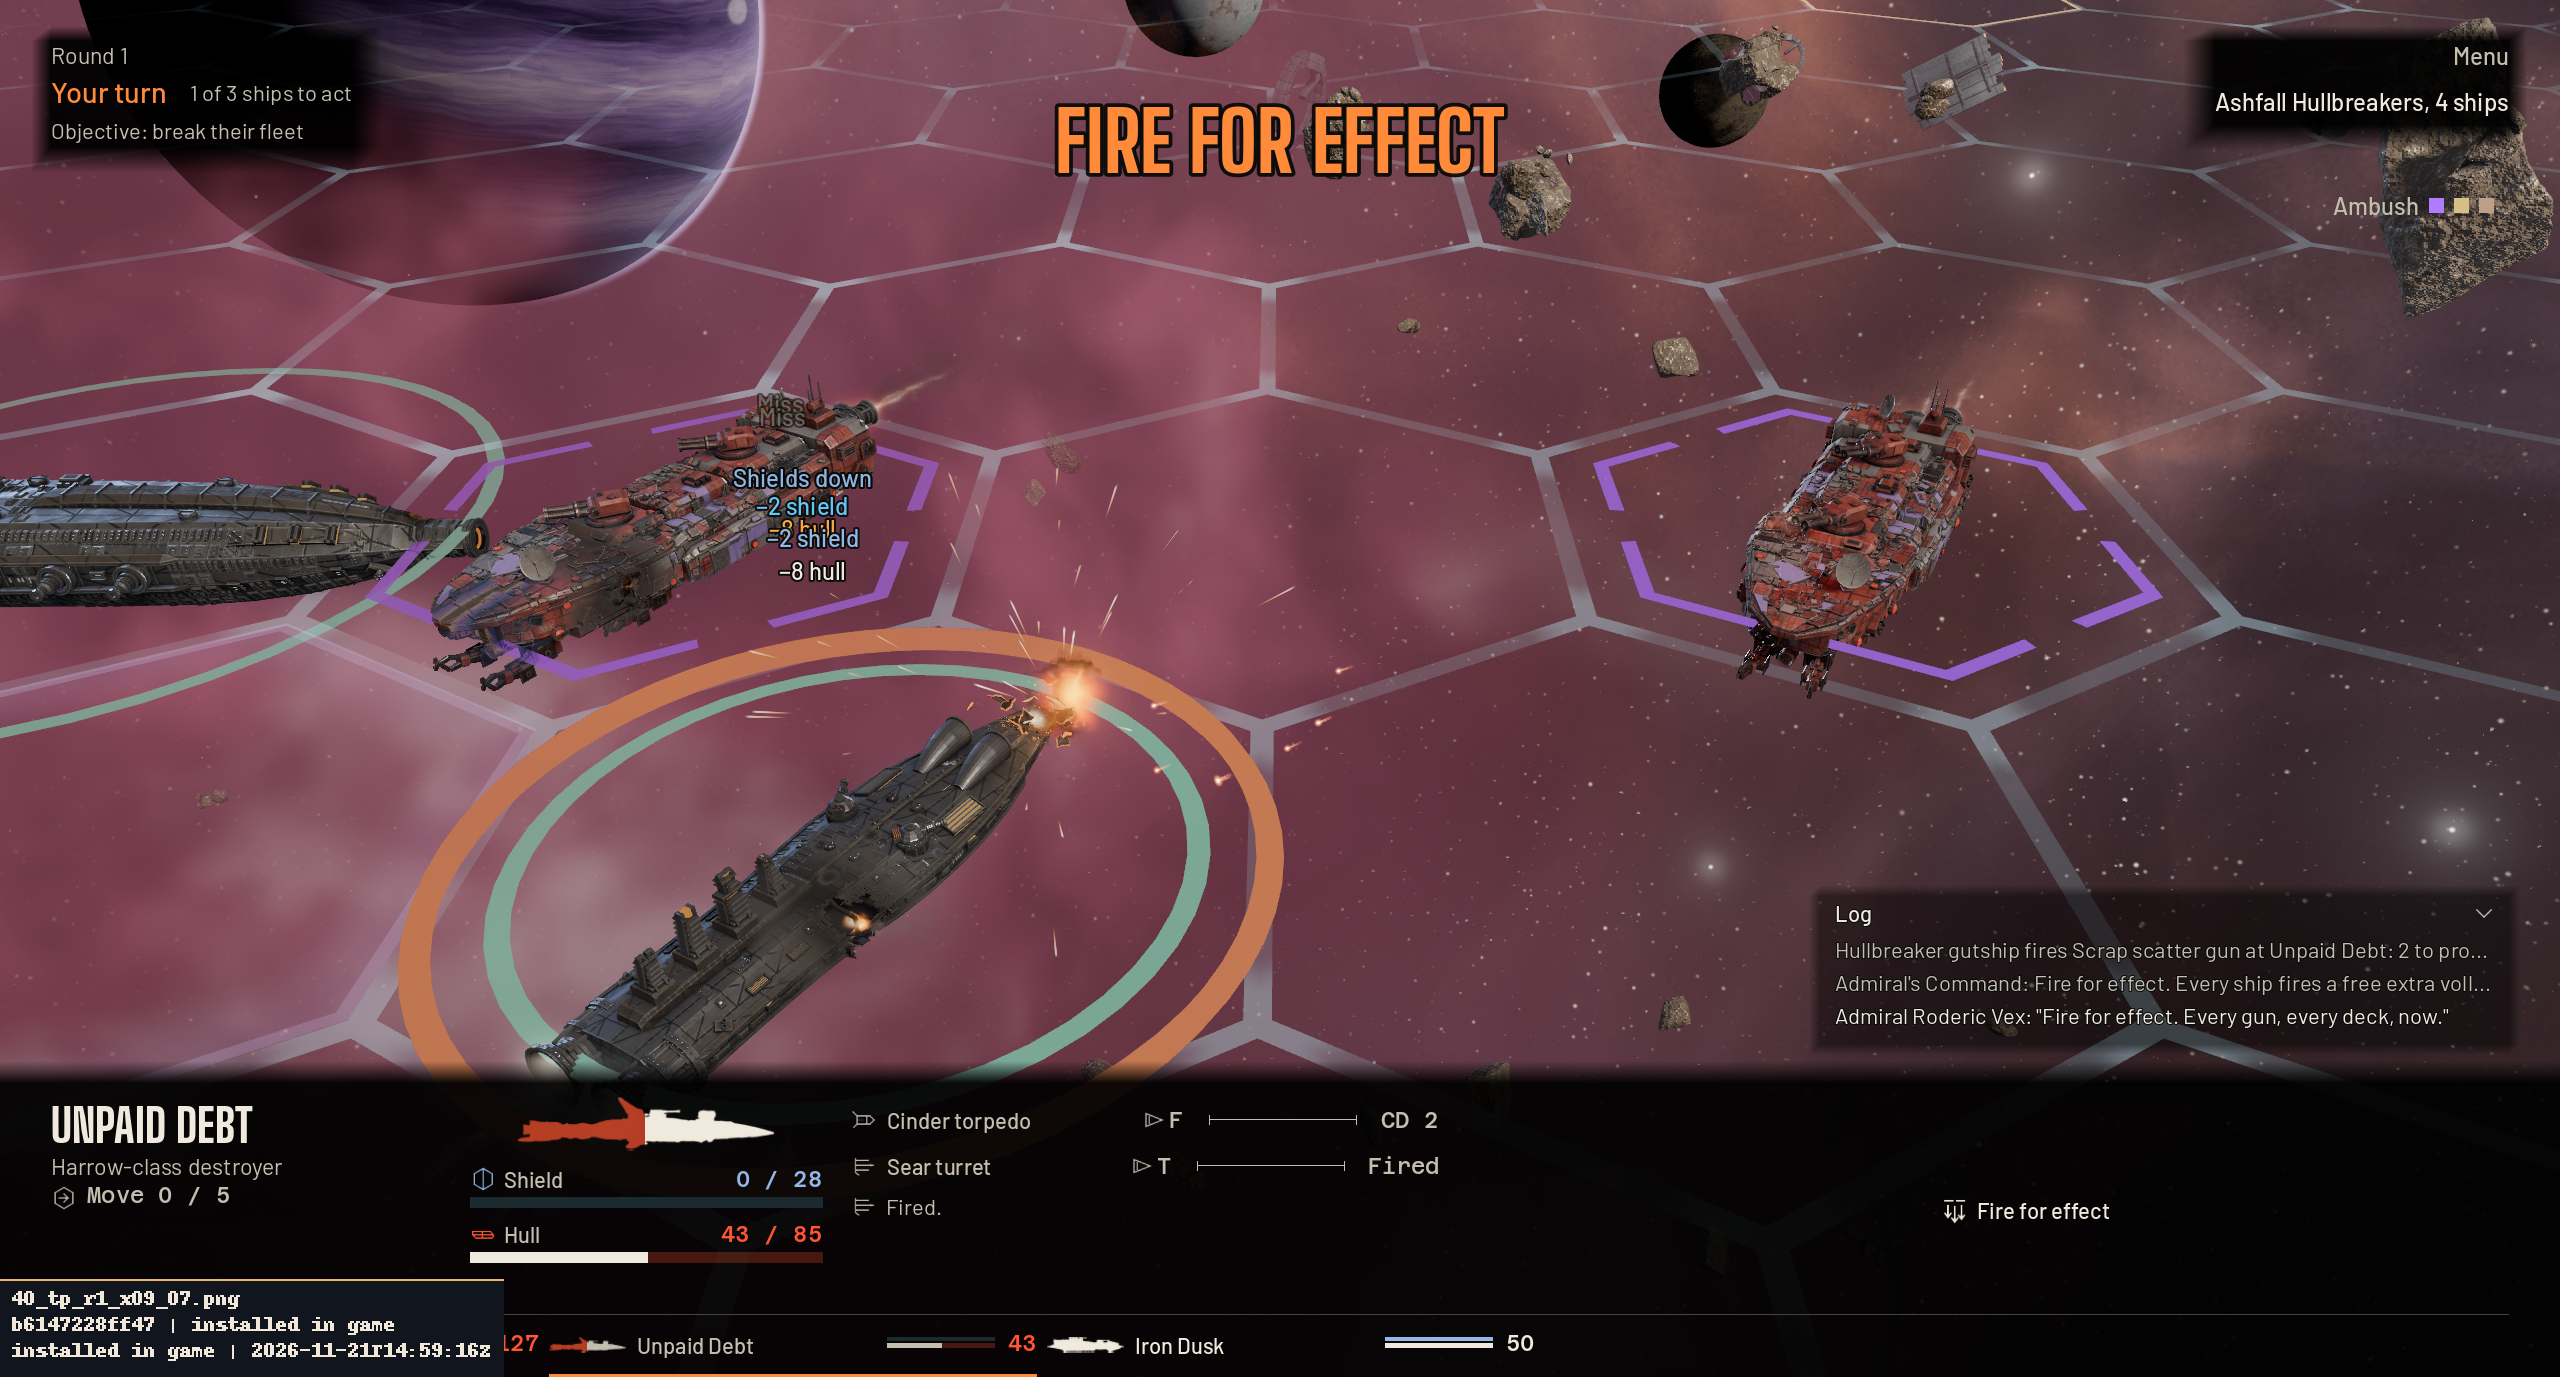 Round 1
Your turn 1 of 3 ships to act
Objective: break their fleet
FIRE FOR EFFECT
Menu
Ashfall Hullbreakers, 4 ships
Ambush
Miss
Miss
Shields down
−2 shield
−2 shield
−8 hull
Log
Hullbreaker gutship fires Scrap scatter gun at Unpaid Debt: 2 to pro...
Admiral's Command: Fire for effect. Every ship fires a free extra voll...
Admiral Roderic Vex: "Fire for effect. Every gun, every deck, now."
UNPAID DEBT
Harrow-class destroyer
Move 0 / 5
Shield 0 / 28
Hull 43 / 85
Cinder torpedo F CD 2
Sear turret T Fired
Fired.
Fire for effect
40_tp_r1_x09_07.png
b6147228ff47 | installed in game
installed in game | 2026-11-21r14:59:16z
127 Unpaid Debt 43 Iron Dusk 50